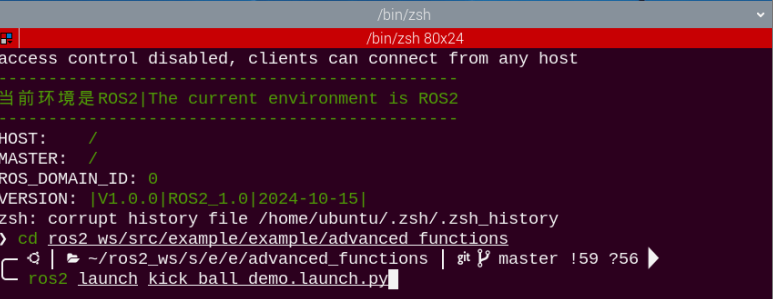 /bin/zsh
/bin/zsh 80x24
access control disabled, clients can connect from any host
----------------------------------------------
当前环境是ROS2|The current environment is ROS2
----------------------------------------------
HOST: /
MASTER: /
ROS_DOMAIN_ID: 0
VERSION: |V1.0.0|ROS2_1.0|2024-10-15|
zsh: corrupt history file /home/ubuntu/.zsh/.zsh_history
❯ cd ros2_ws/src/example/example/advanced_functions
~/ros2_ws/s/e/e/advanced_functions | git master !59 ?56
ros2 launch kick_ball_demo.launch.py